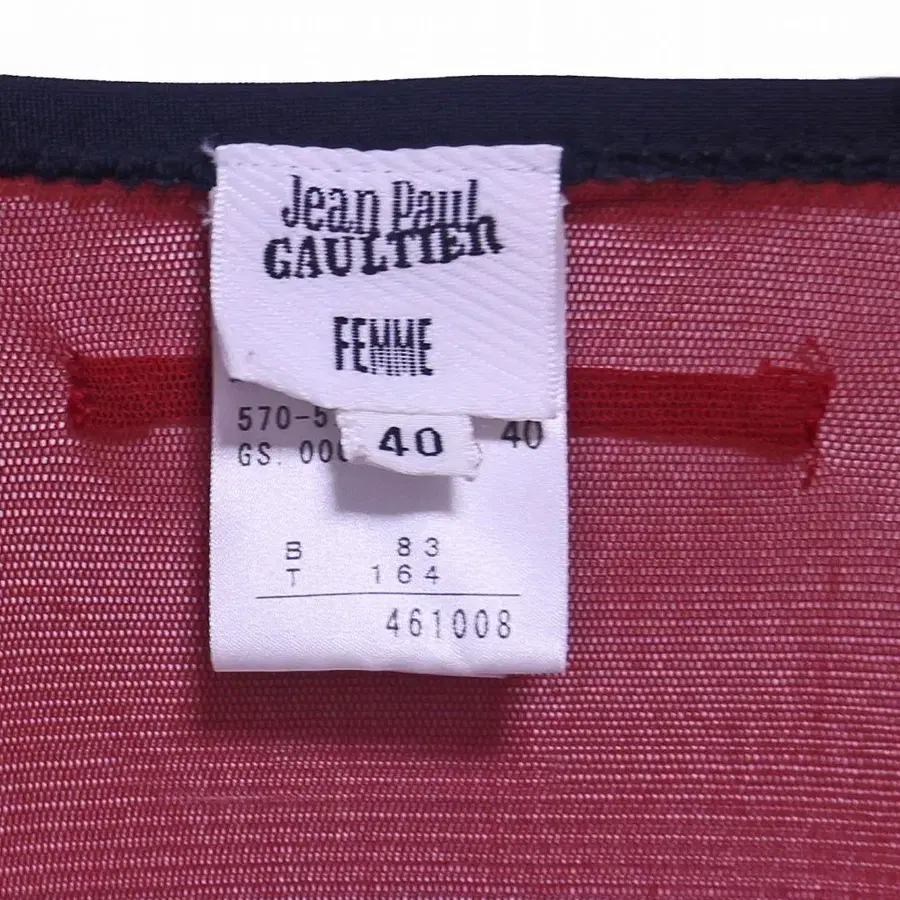 Jean Paul
GAULTIER
FEMME
570-5
40
40
GS. 00
B 83
T 164
461008